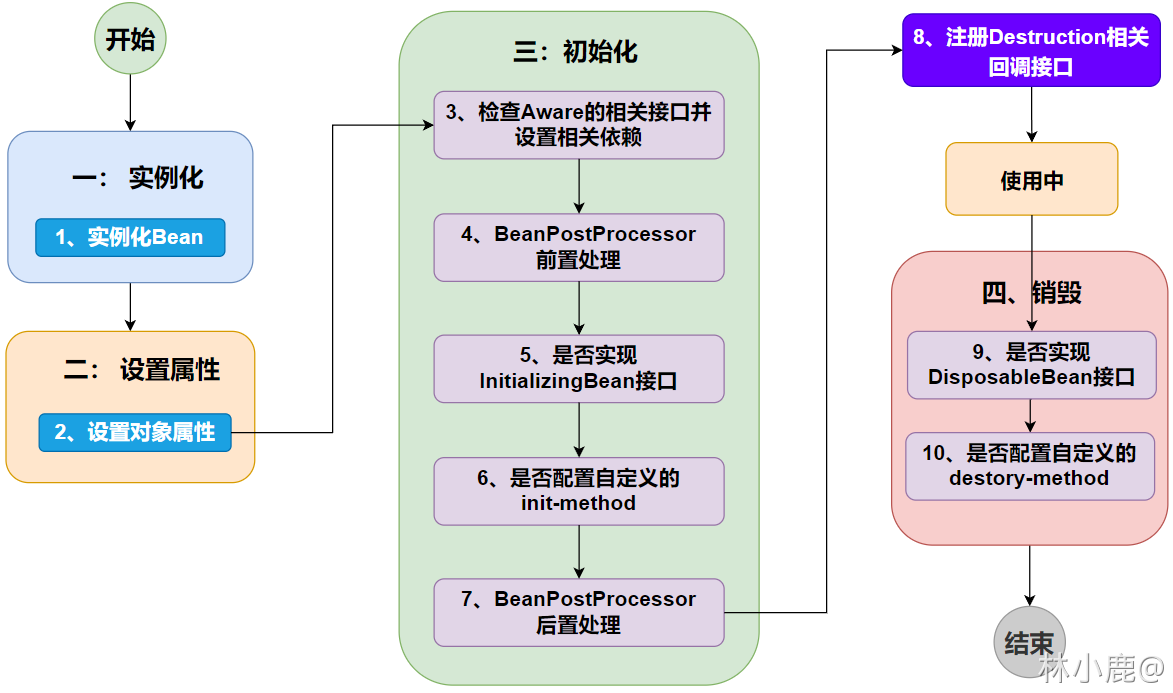 开始
一： 实例化
1、实例化Bean
二： 设置属性
2、设置对象属性
三：初始化
3、检查Aware的相关接口并
设置相关依赖
4、BeanPostProcessor
前置处理
5、是否实现
InitializingBean接口
6、是否配置自定义的
init-method
7、BeanPostProcessor
后置处理
8、注册Destruction相关
回调接口
使用中
四、销毁
9、是否实现
DisposableBean接口
10、是否配置自定义的
destory-method
结束
林小鹿@